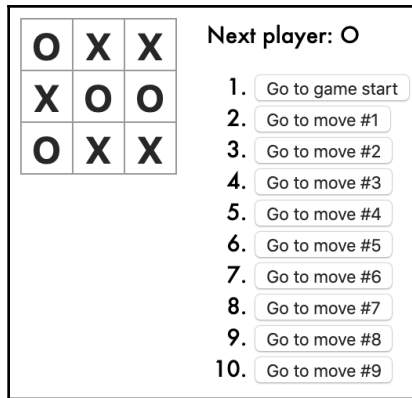 O X X
X O O
O X X
Next player: O
1. Go to game start
2. Go to move #1
3. Go to move #2
4. Go to move #3
5. Go to move #4
6. Go to move #5
7. Go to move #6
8. Go to move #7
9. Go to move #8
10. Go to move #9